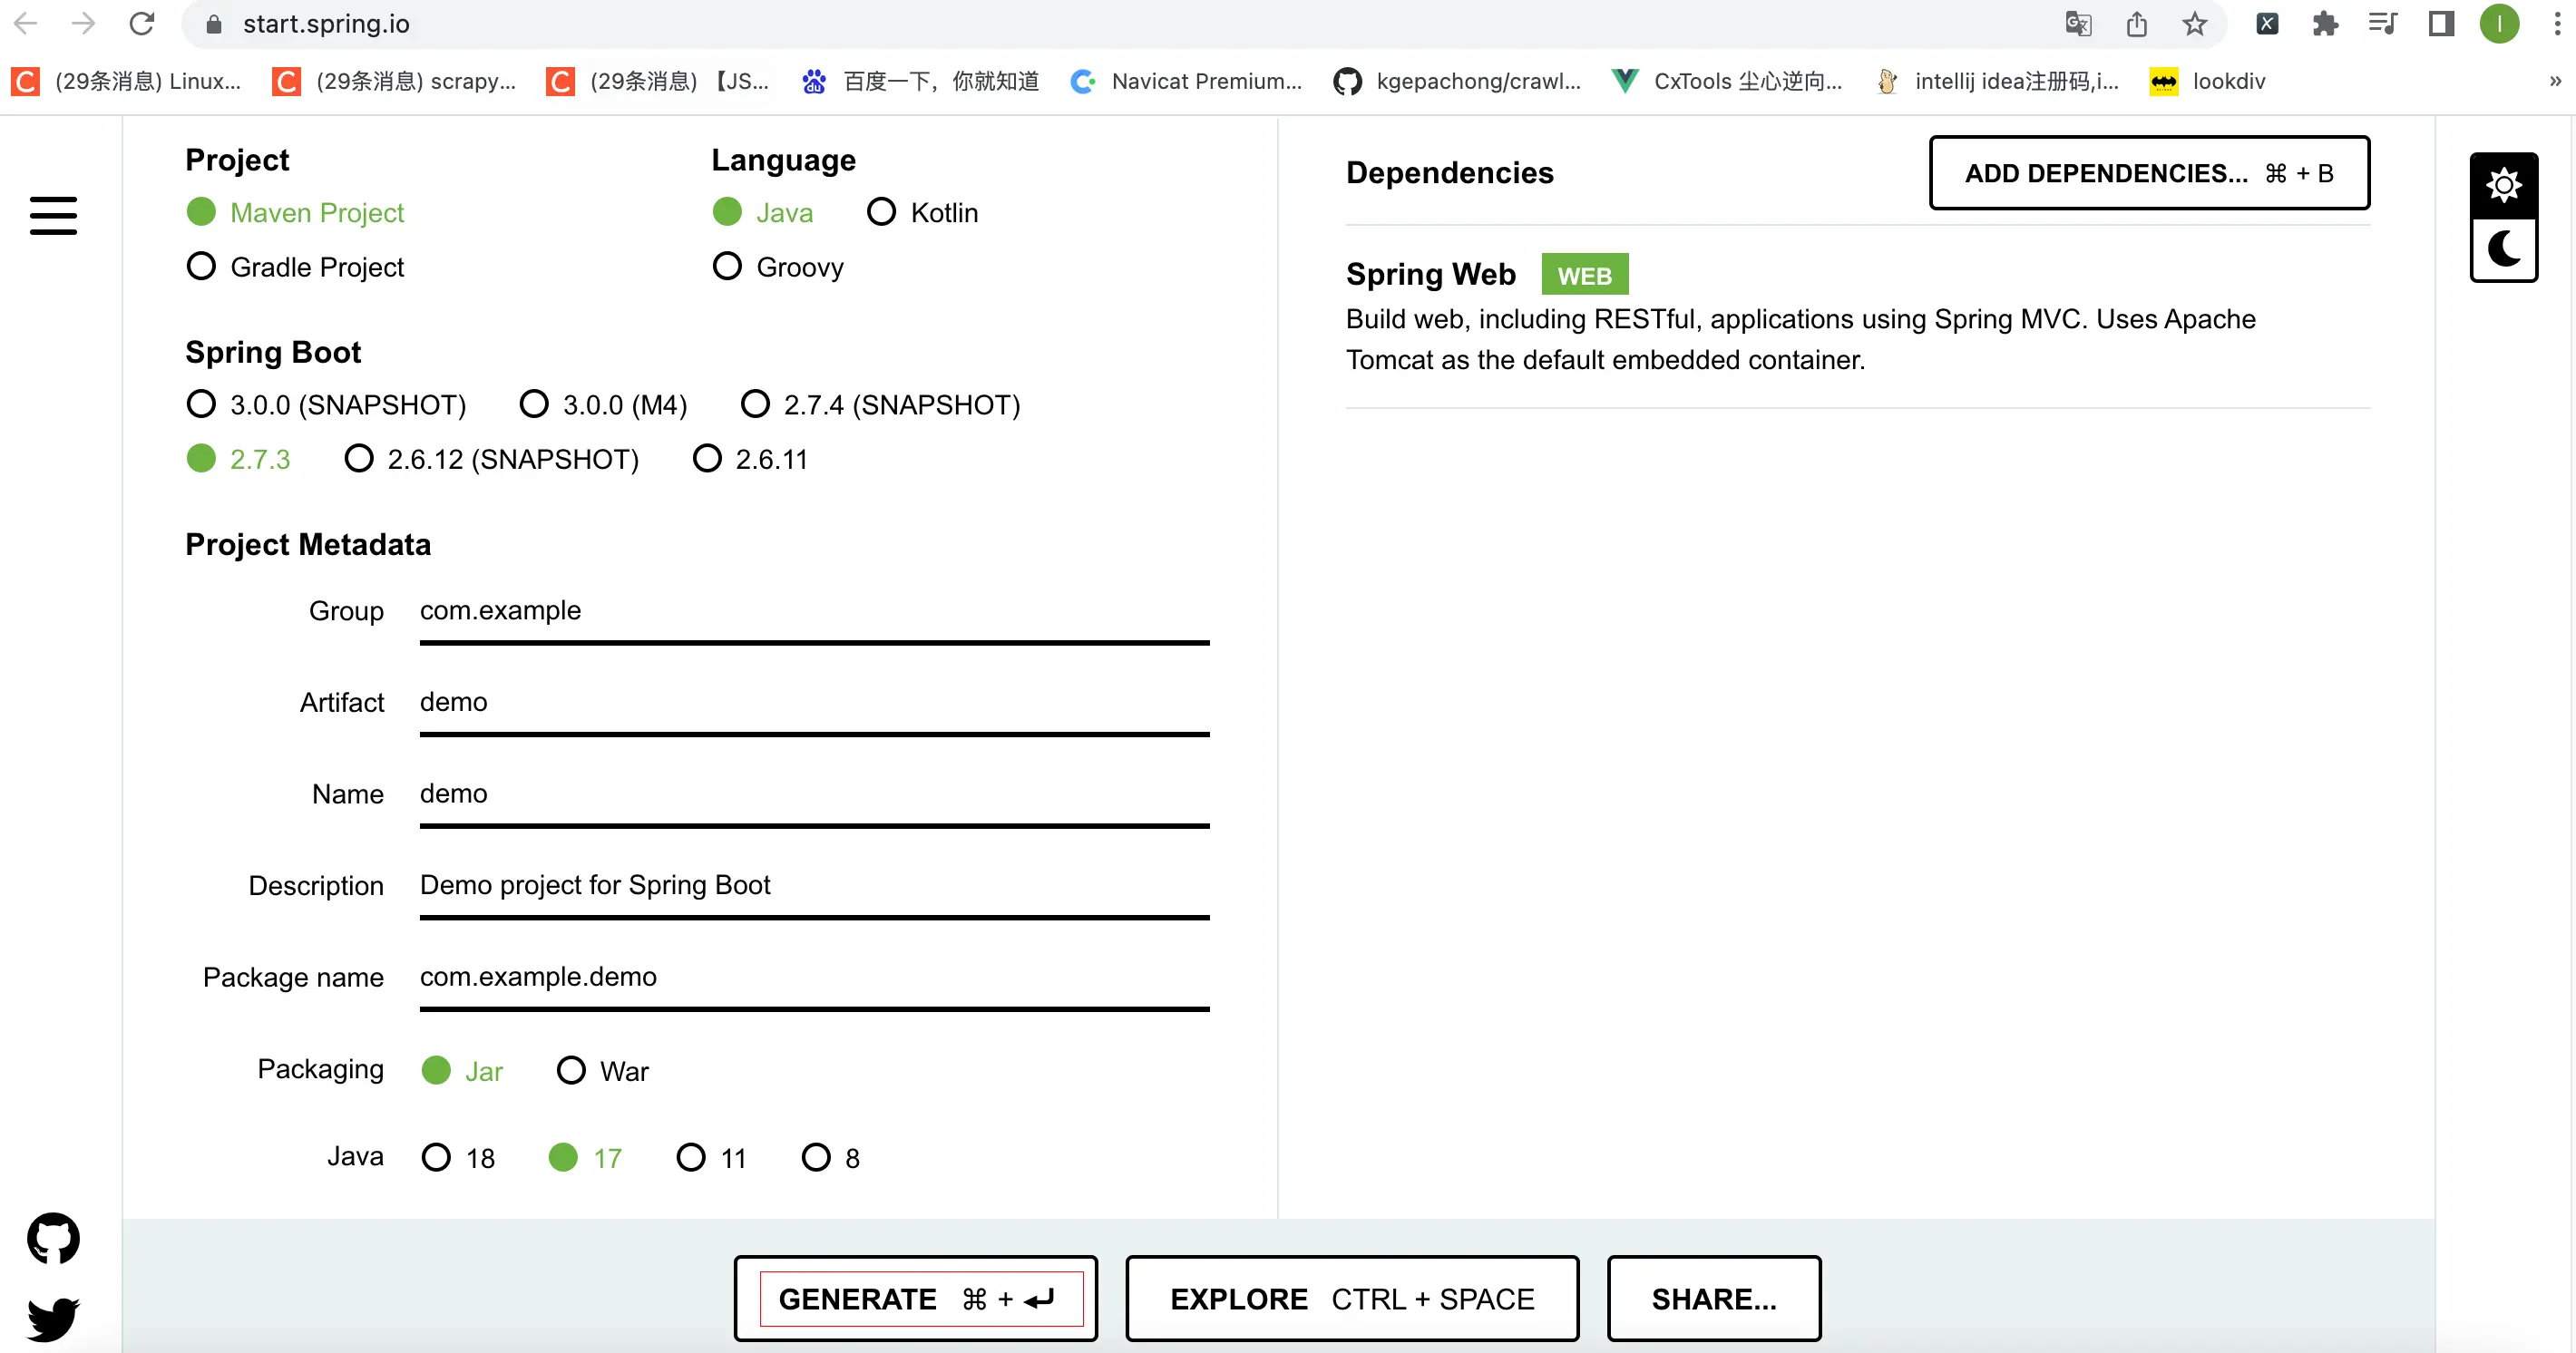 start.spring.io
(29条消息) Linux... (29条消息) scrapy... (29条消息) 【JS... 百度一下，你就知道 Navicat Premium... kgepachong/crawl... CxTools 尘心逆向... intellij idea注册码,i... lookdiv »
Project
Maven Project
Gradle Project
Language
Java Kotlin
Groovy
Spring Boot
3.0.0 (SNAPSHOT) 3.0.0 (M4) 2.7.4 (SNAPSHOT)
2.7.3 2.6.12 (SNAPSHOT) 2.6.11
Project Metadata
Group com.example
Artifact demo
Name demo
Description Demo project for Spring Boot
Package name com.example.demo
Packaging Jar War
Java 18 17 11 8
Dependencies
ADD DEPENDENCIES... ⌘ + B
Spring Web WEB
Build web, including RESTful, applications using Spring MVC. Uses Apache
Tomcat as the default embedded container.
GENERATE ⌘ + ⏎ EXPLORE CTRL + SPACE SHARE...